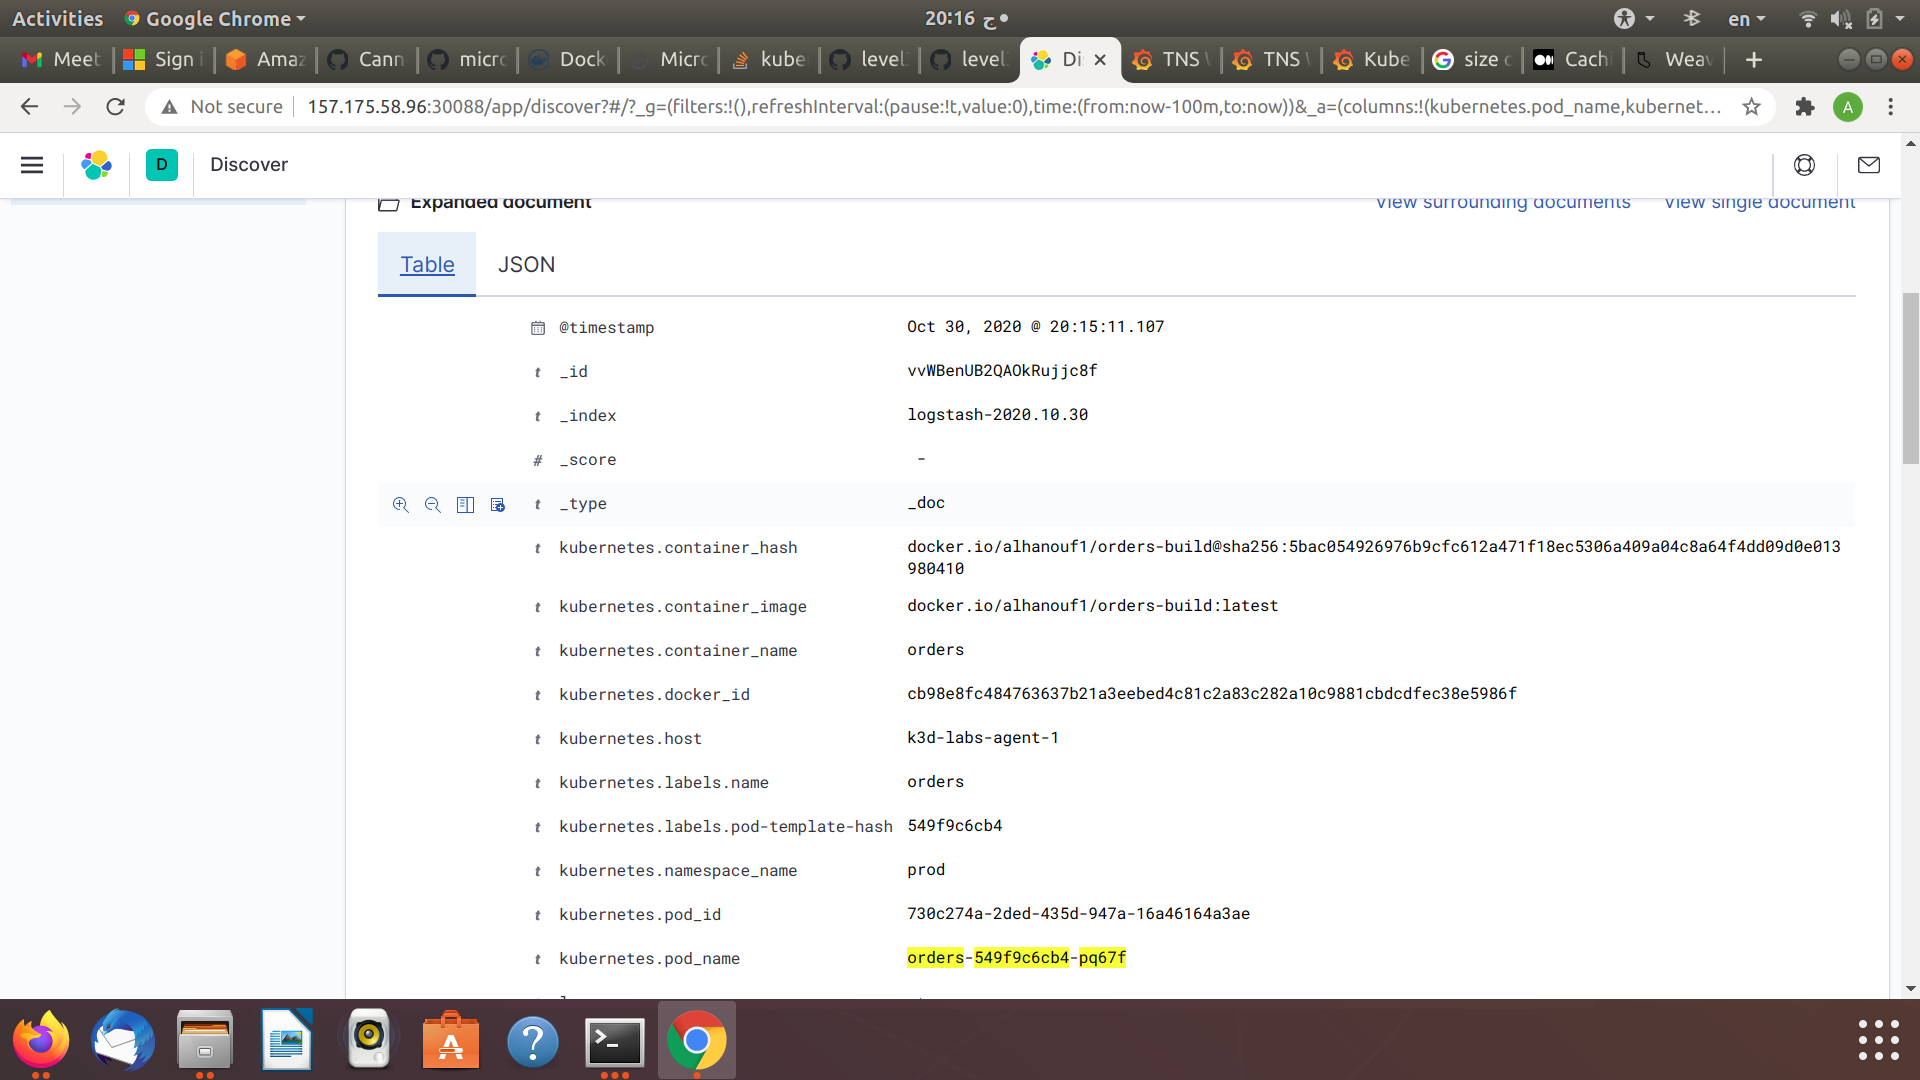 Activities Google Chrome 20:16 ج
en
Meet Sign i Amaz Cann micro Dock Micro kube level level Di TNS TNS Kube size o Cachi Weav
Not secure 157.175.58.96:30088/app/discover?#/?_g=(filters:!(),refreshInterval:(pause:!t,value:0),time:(from:now-100m,to:now))&_a=(columns:!(kubernetes.pod_name,kubernet... A
D Discover
Expanded document View surrounding documents View single document
Table JSON
@timestamp Oct 30, 2020 @ 20:15:11.107
t _id vvWBenUB2QAOkRujjc8f
t _index logstash-2020.10.30
# _score -
t _type _doc
t kubernetes.container_hash docker.io/alhanouf1/orders-build@sha256:5bac054926976b9cfc612a471f18ec5306a409a04c8a64f4dd09d0e013
980410
t kubernetes.container_image docker.io/alhanouf1/orders-build:latest
t kubernetes.container_name orders
t kubernetes.docker_id cb98e8fc484763637b21a3eebed4c81c2a83c282a10c9881cbdcdfec38e5986f
t kubernetes.host k3d-labs-agent-1
t kubernetes.labels.name orders
t kubernetes.labels.pod-template-hash 549f9c6cb4
t kubernetes.namespace_name prod
t kubernetes.pod_id 730c274a-2ded-435d-947a-16a46164a3ae
t kubernetes.pod_name orders-549f9c6cb4-pq67f